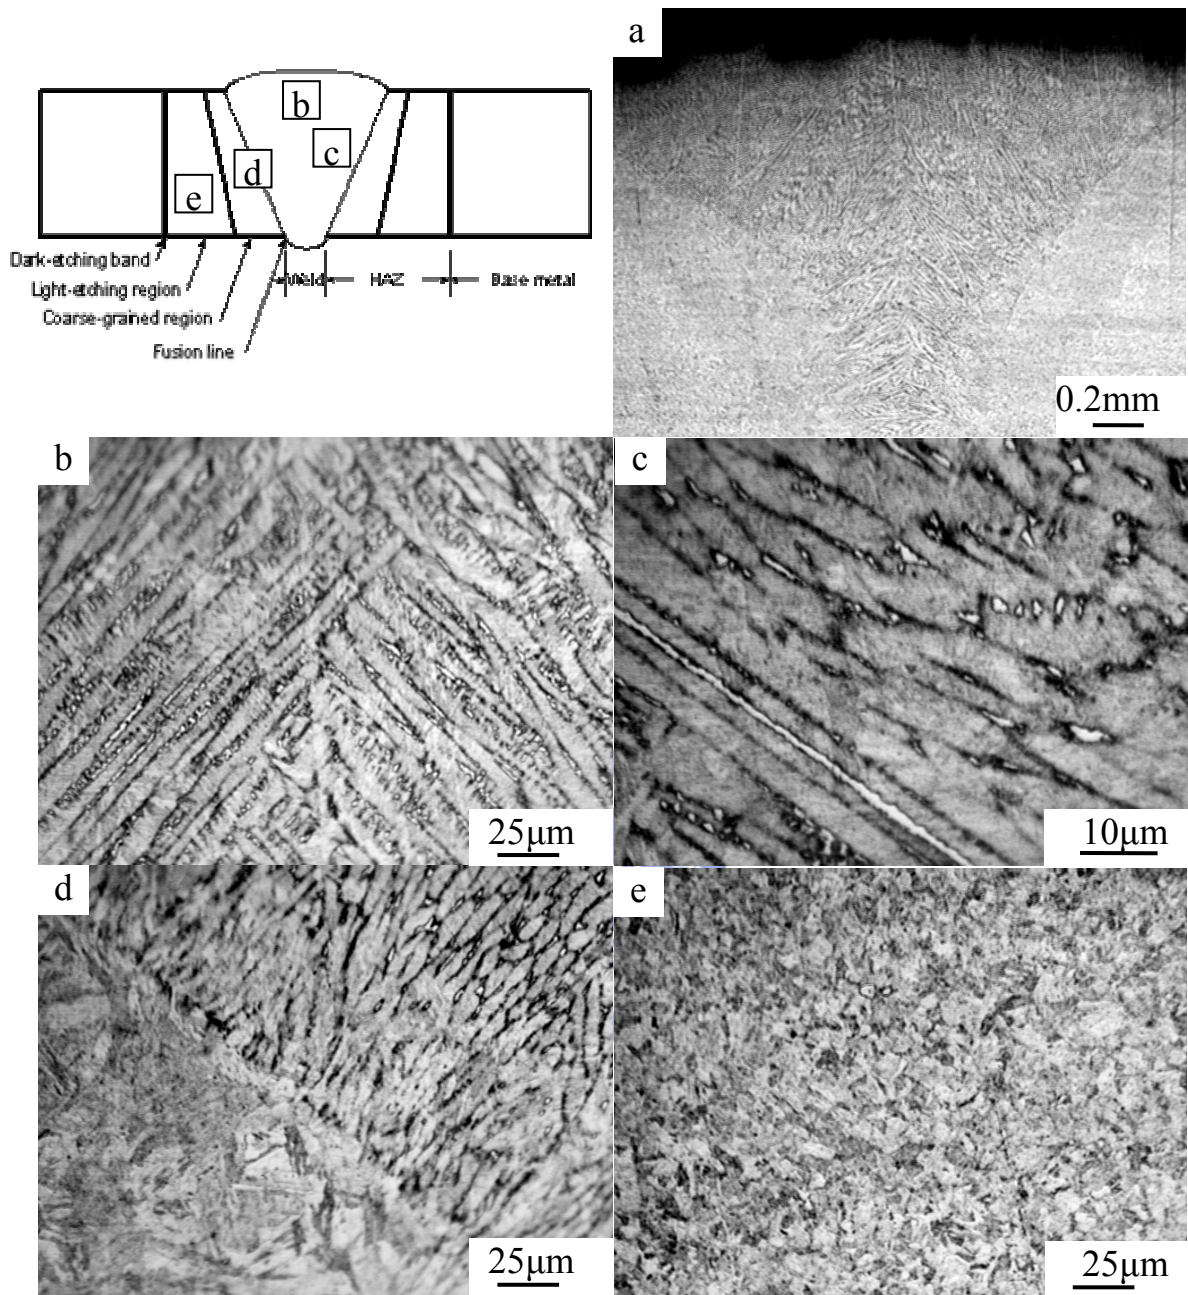 a
b
c
d
e
Dark-etching band
Light-etching region
Coarse-grained region
Fusion line
Weld
HAZ
Base metal
0.2mm
b
c
25μm
10μm
d
e
25μm
25μm